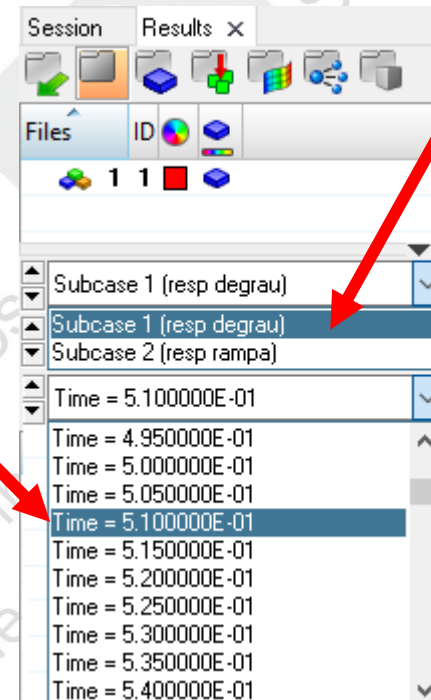 Session Results ×
Files ID
1 1
Subcase 1 (resp degrau)
Subcase 1 (resp degrau)
Subcase 2 (resp rampa)
Time = 5.100000E-01
Time = 4.950000E-01
Time = 5.000000E-01
Time = 5.050000E-01
Time = 5.100000E-01
Time = 5.150000E-01
Time = 5.200000E-01
Time = 5.250000E-01
Time = 5.300000E-01
Time = 5.350000E-01
Time = 5.400000E-01